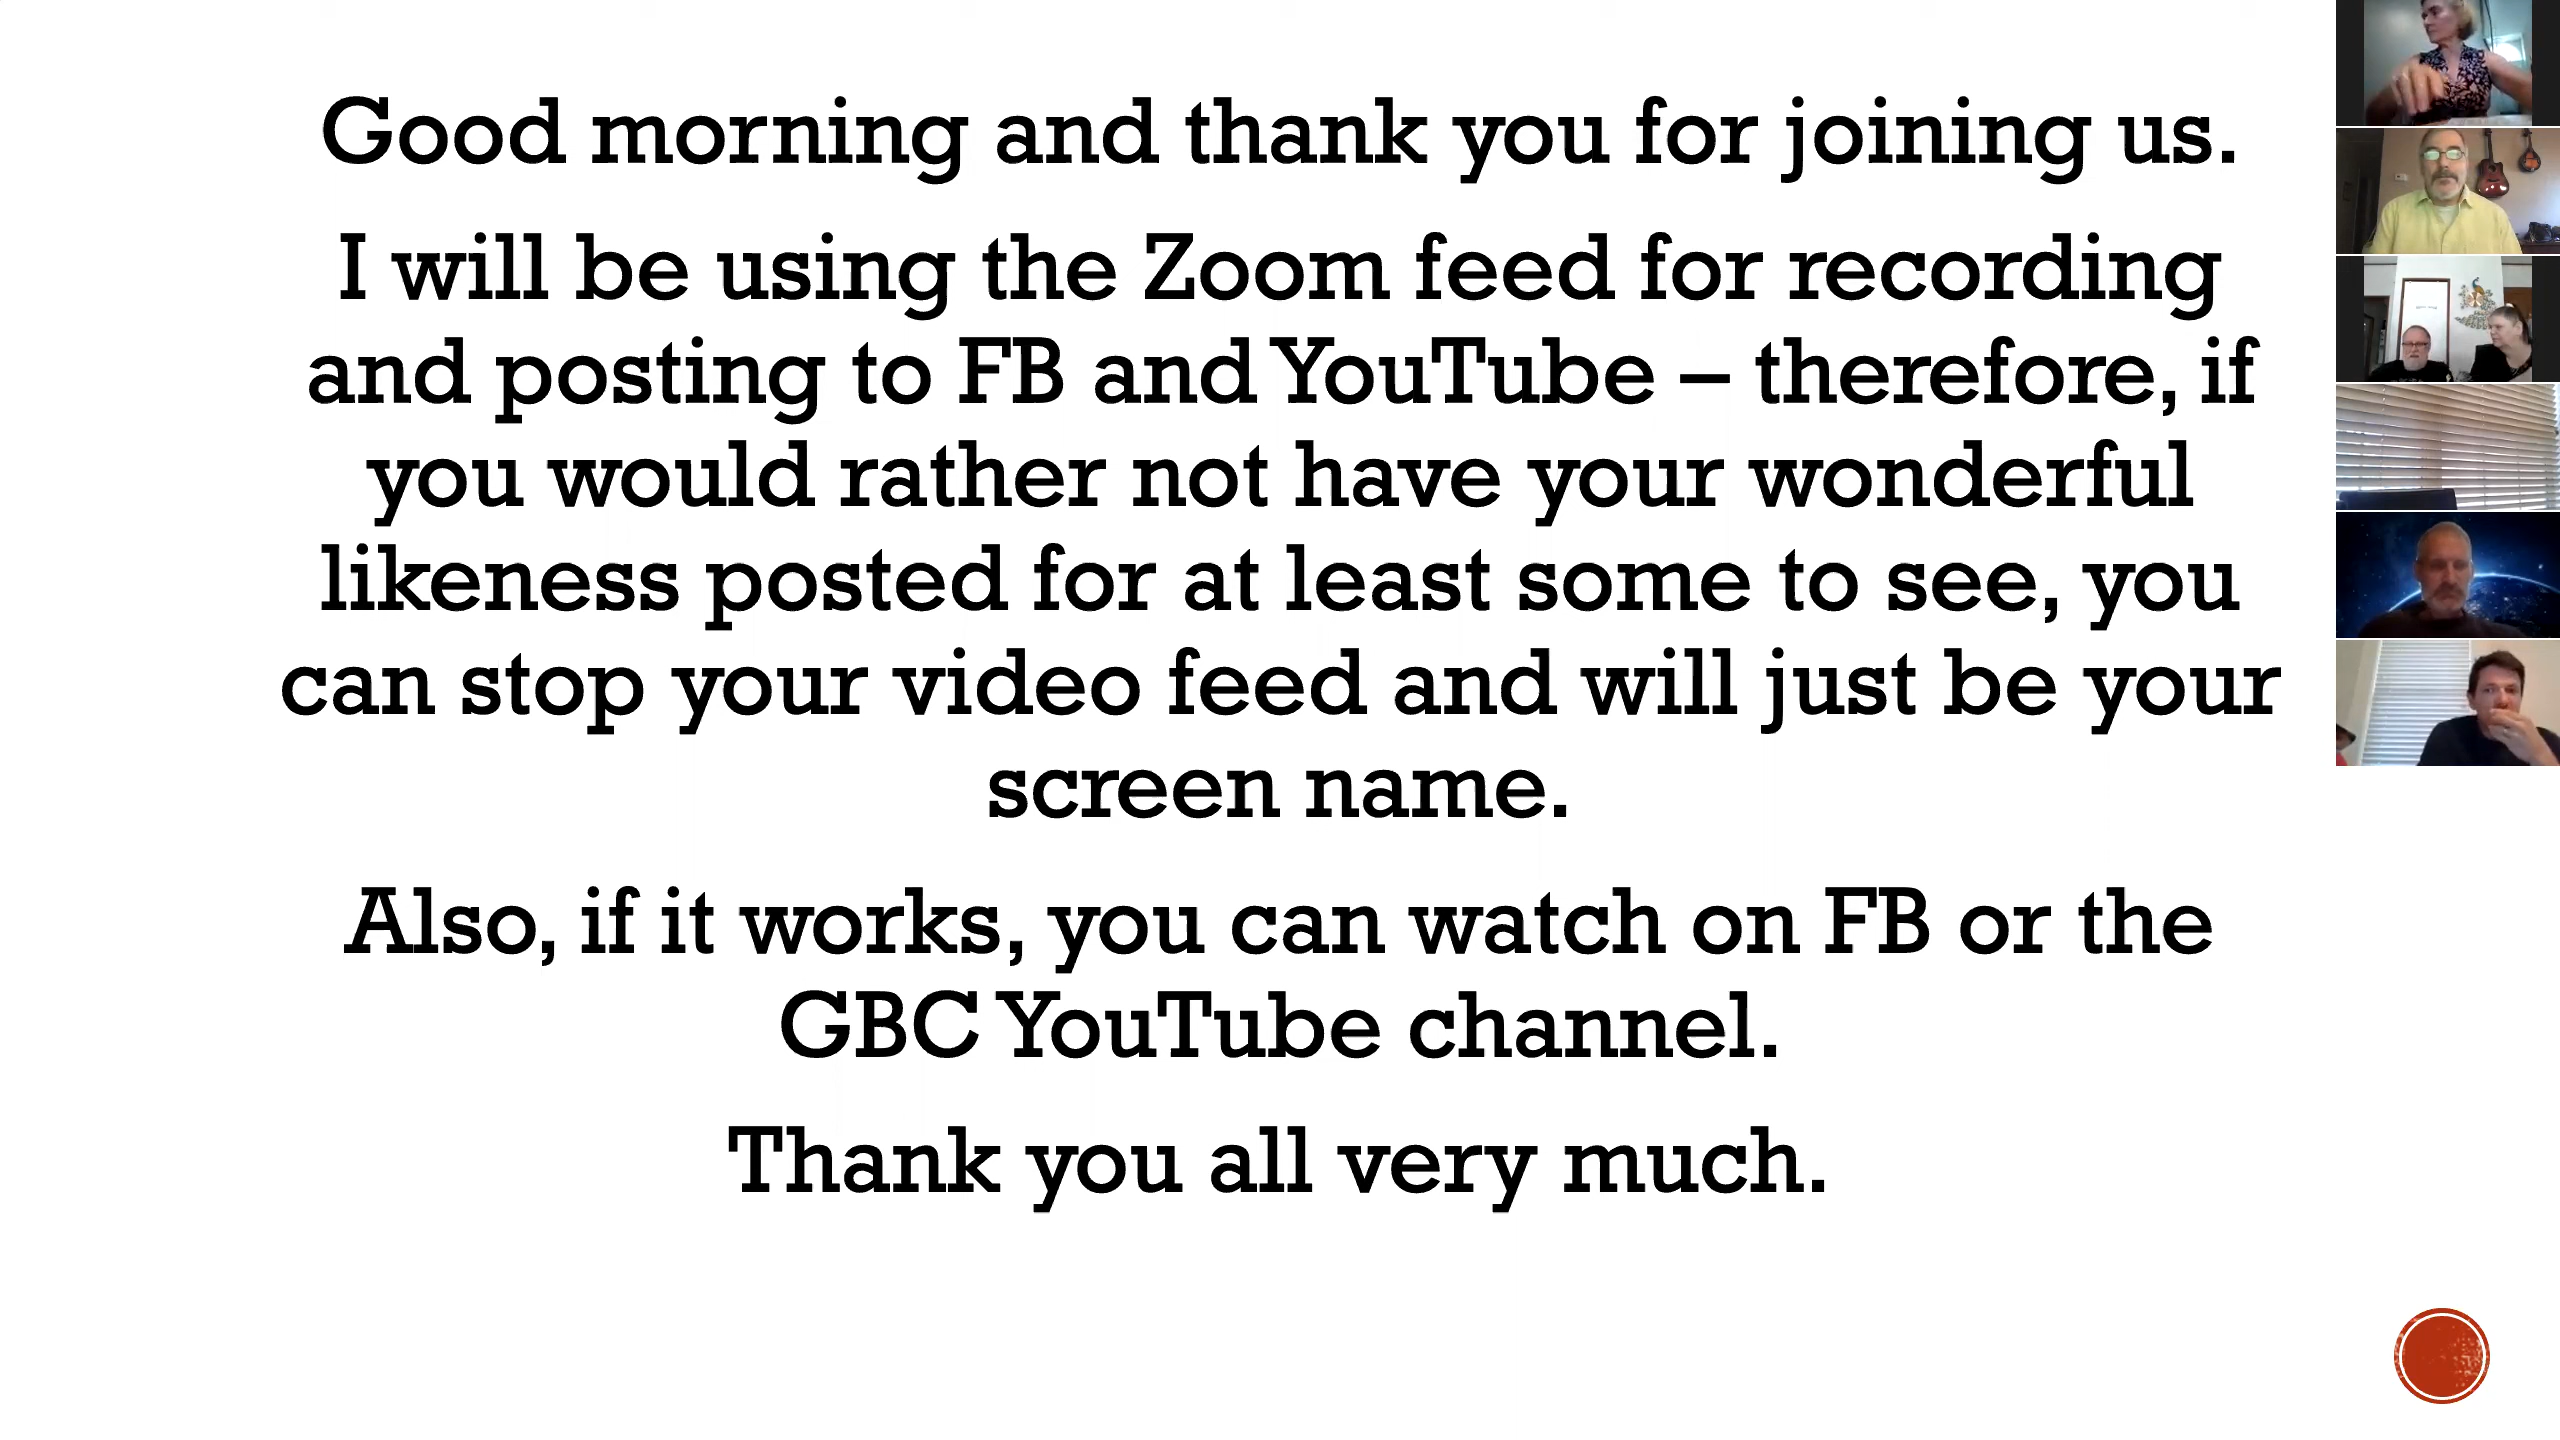 Good morning and thank you for joining us.
I will be using the Zoom feed for recording
and posting to FB and YouTube – therefore, if
you would rather not have your wonderful
likeness posted for at least some to see, you
can stop your video feed and will just be your
screen name.
Also, if it works, you can watch on FB or the
GBC YouTube channel.
Thank you all very much.